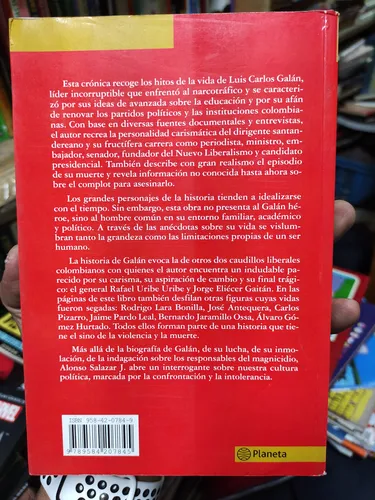 Esta crónica recoge los hitos de la vida de Luis Carlos Galán,
líder incorruptible que enfrentó al narcotráfico y se caracteri-
zó por sus ideas de avanzada sobre la educación y por su afán
de renovar los partidos políticos y las instituciones colombia-
nas. Con base en diversas fuentes documentales y entrevistas,
el autor recrea la personalidad carismática del dirigente santan-
dereano y su fructífera carrera como periodista, ministro, em-
bajador, senador, fundador del Nuevo Liberalismo y candidato
presidencial. También describe con gran realismo el episodio
de su muerte y revela información no conocida hasta ahora so-
bre el complot para asesinarlo.
Los grandes personajes de la historia tienden a idealizarse
con el tiempo. Sin embargo, esta obra no presenta al Galán hé-
roe, sino al hombre común en su entorno familiar, académico
y político. A través de las anécdotas sobre su vida se vislum-
bran tanto la grandeza como las limitaciones propias de un ser
humano.
La historia de Galán evoca la de otros dos caudillos liberales
colombianos con quienes el autor encuentra un indudable pare-
cido por su carisma, su aspiración de cambio y su final trági-
co: el general Rafael Uribe Uribe y Jorge Eliécer Gaitán. En las
páginas de este libro también desfilan otras figuras cuyas vidas
fueron segadas: Rodrigo Lara Bonilla, José Antequera, Carlos
Pizarro, Jaime Pardo Leal, Bernardo Jaramillo Ossa, Álvaro Gó-
mez Hurtado. Todos ellos forman parte de una historia que tie-
ne el sino de la violencia y la muerte.
Más allá de la biografía de Galán, de su lucha, de su inmo-
lación, de la indagación sobre los responsables del magnicidio,
Alonso Salazar J. abre un interrogante sobre nuestra cultura
política, marcada por la confrontación y la intolerancia.
ISBN 958-42-0784-9
9789584207845
Planeta